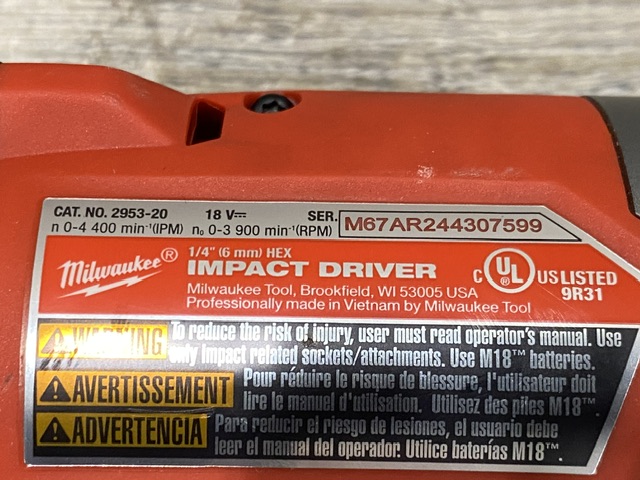 CAT. NO. 2953-20 18 V⎓ SER. M67AR244307599
n 0-4 400 min⁻¹(IPM) n₀ 0-3 900 min⁻¹(RPM)
Milwaukee®
1/4" (6 mm) HEX
IMPACT DRIVER
Milwaukee Tool, Brookfield, WI 53005 USA
Professionally made in Vietnam by Milwaukee Tool
C UL® US LISTED
9R31
WARNING To reduce the risk of injury, user must read operator's manual. Use
only Impact related sockets/attachments. Use M18™ batteries.
AVERTISSEMENT Pour réduire le risque de blessure, l'utilisateur doit
lire le manuel d'utilisation. Utilisez des piles M18™.
ADVERTENCIA Para reducir el riesgo de lesiones, el usuario debe
leer el manual del operador. Utilice baterías M18™.